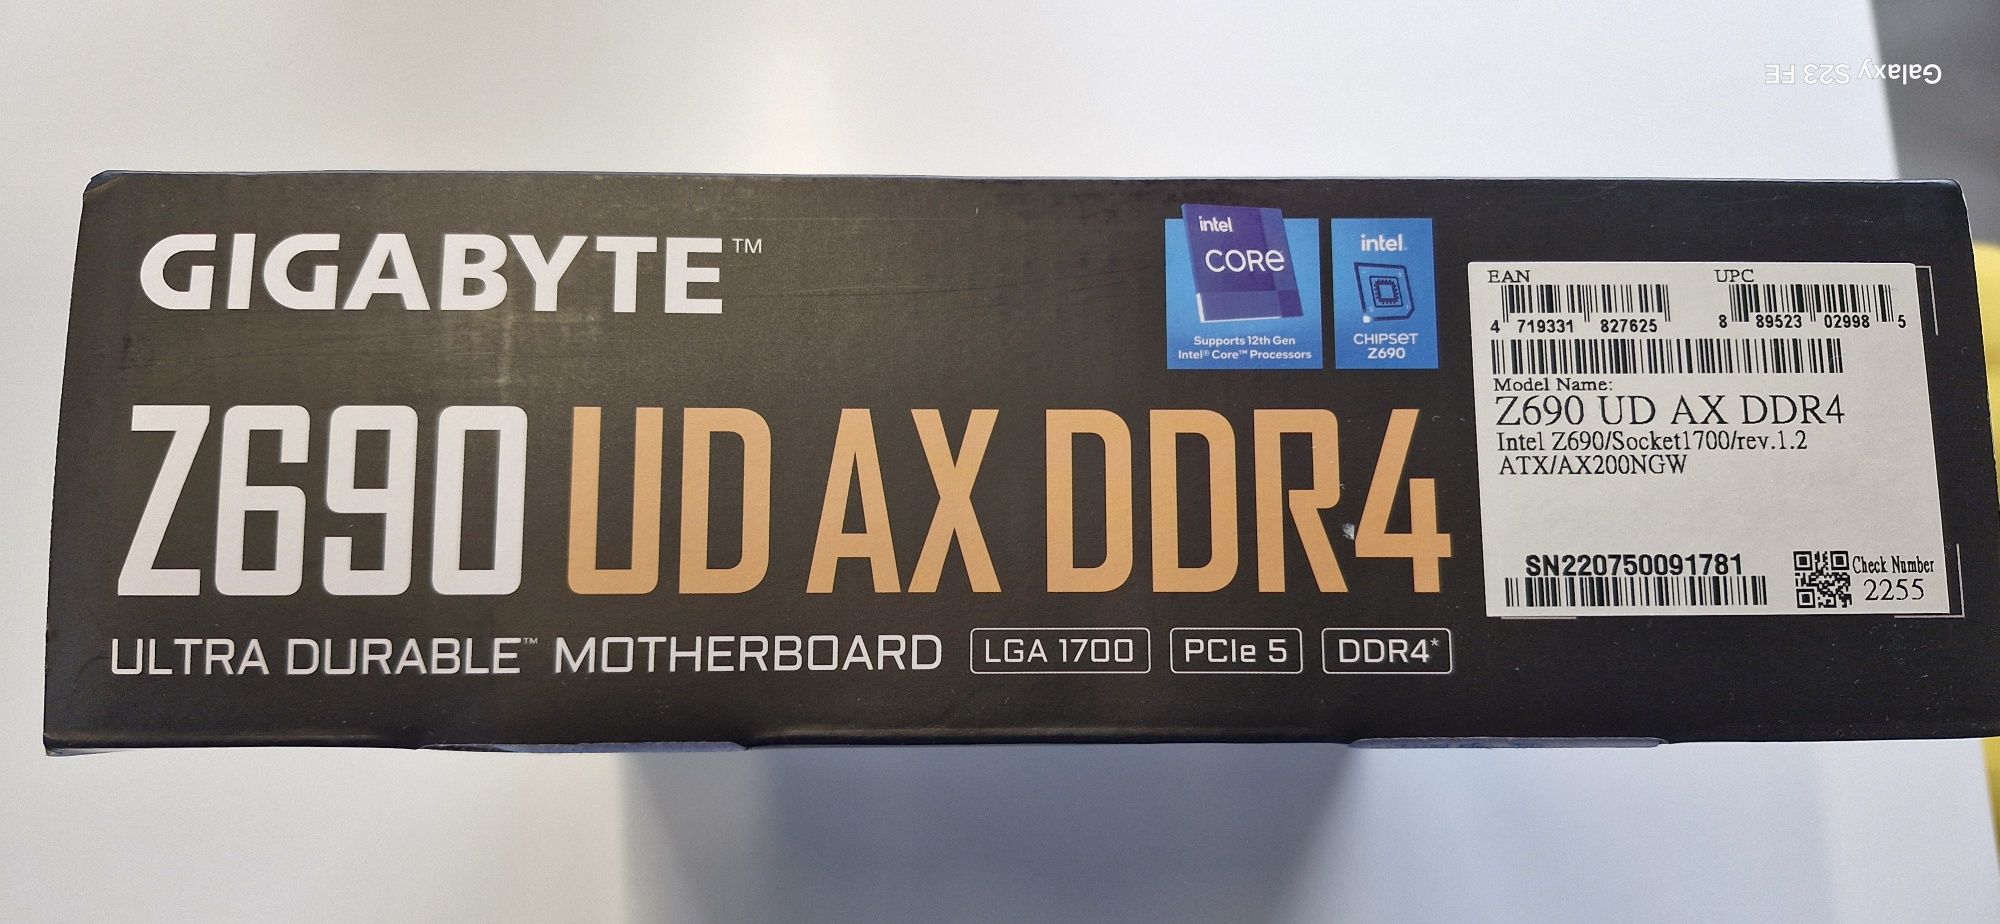 Galaxy S23 FE
GIGABYTE™
intel
CORE
Supports 12th Gen
Intel® Core™ Processors
intel.
CHIPSET
Z690
Z690 UD AX DDR4
ULTRA DURABLE™ MOTHERBOARD
LGA 1700
PCIe 5
DDR4*
EAN
4 719331 827625
UPC
8 89523 02998 5
Model Name:
Z690 UD AX DDR4
Intel Z690/Socket1700/rev.1.2
ATX/AX200NGW
SN220750091781
Check Number
2255